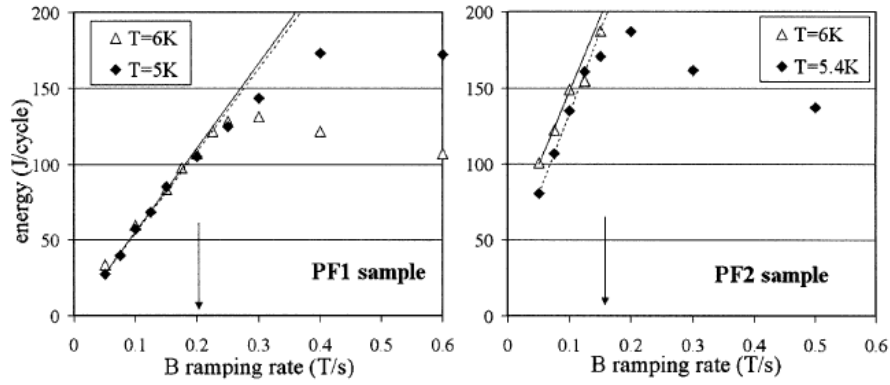 200
150
100
50
0
energy (J/cycle)
T=6K
T=5K
PF1 sample
0 0.1 0.2 0.3 0.4 0.5 0.6
B ramping rate (T/s)
200
150
100
50
0
T=6K
T=5.4K
PF2 sample
0 0.1 0.2 0.3 0.4 0.5 0.6
B ramping rate (T/s)